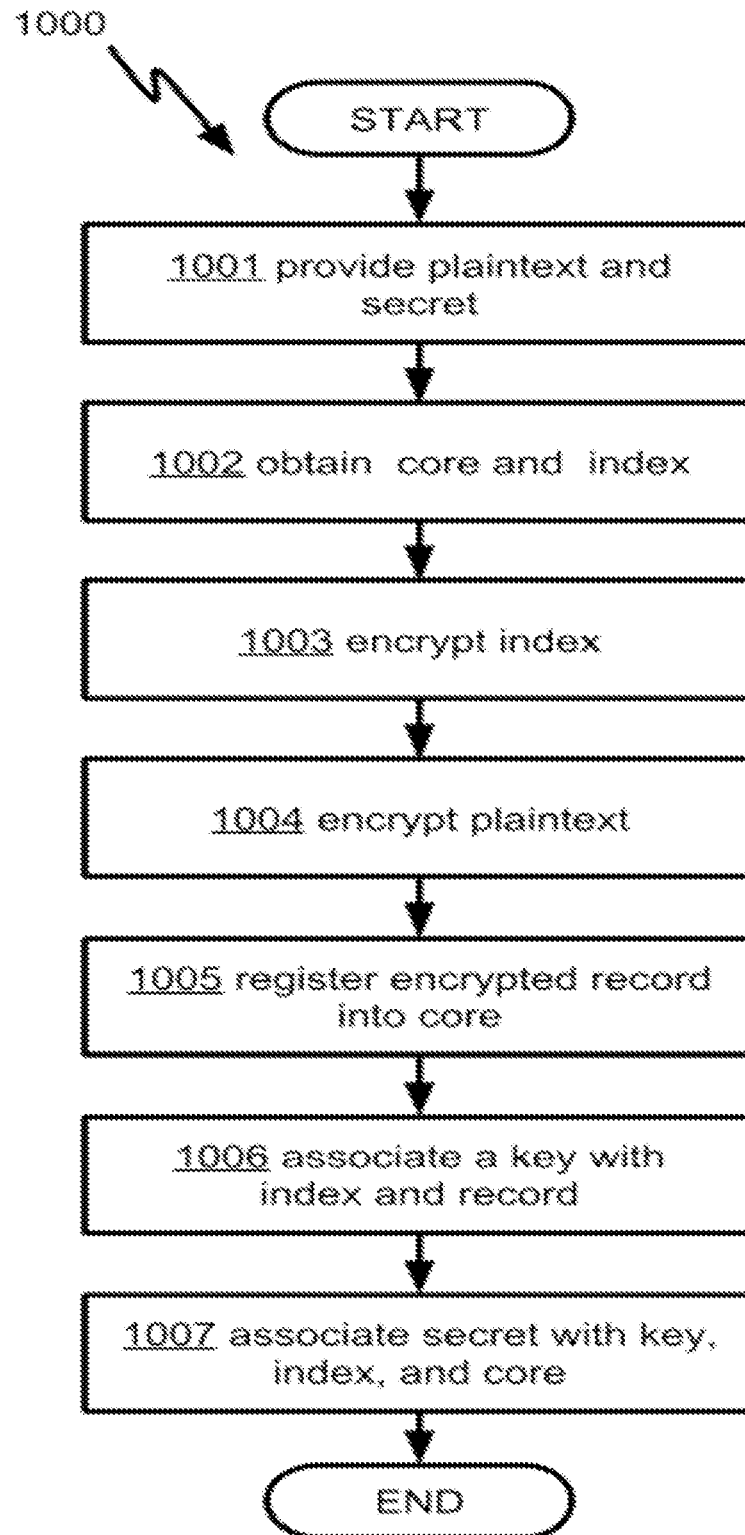 1000
START
1001 provide plaintext and
secret
1002 obtain core and index
1003 encrypt index
1004 encrypt plaintext
1005 register encrypted record
into core
1006 associate a key with
index and record
1007 associate secret with key,
index, and core
END